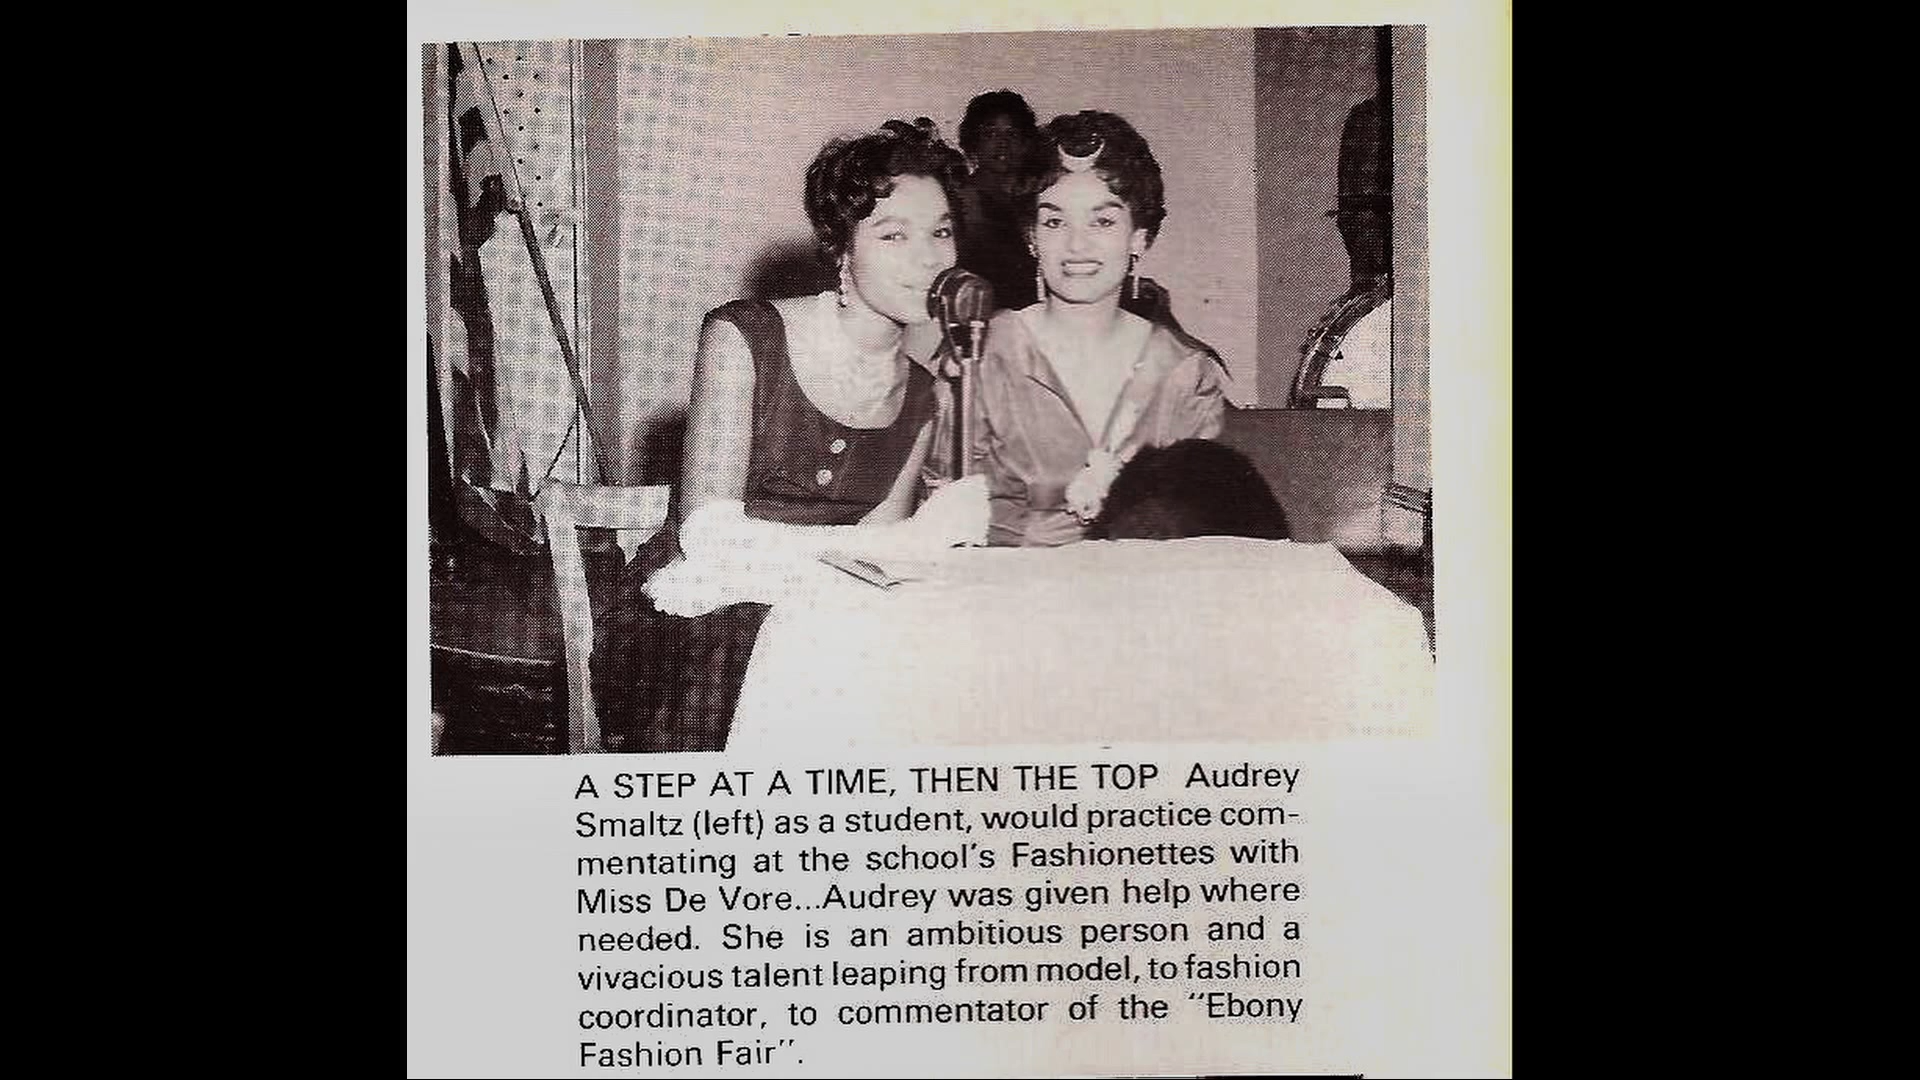 A STEP AT A TIME, THEN THE TOP Audrey
Smaltz (left) as a student, would practice com-
mentating at the school's Fashionettes with
Miss De Vore...Audrey was given help where
needed. She is an ambitious person and a
vivacious talent leaping from model, to fashion
coordinator, to commentator of the "Ebony
Fashion Fair".